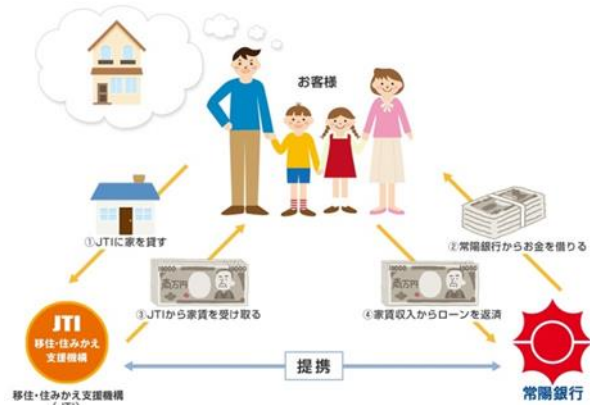 お客様
①JTIに家を貸す
②常陽銀行からお金を借りる
③JTIから家賃を受け取る
④家賃収入からローンを返済
JTI
移住・住みかえ
支援機構
提携
移住・住みかえ支援機構
常陽銀行